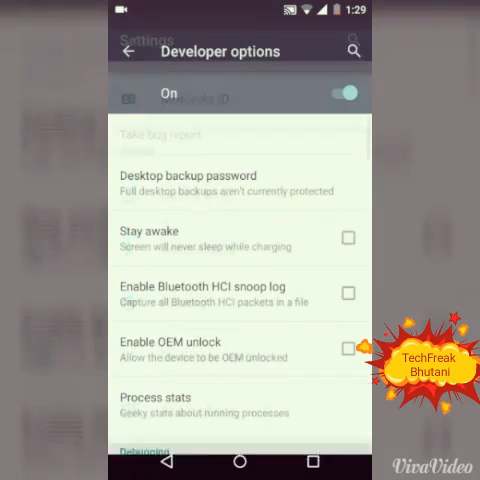 1:29
Settings
Developer options
On
Motorola ID
Take bug report
Desktop backup password
Full desktop backups aren't currently protected
Stay awake
Screen will never sleep while charging
Enable Bluetooth HCI snoop log
Capture all Bluetooth HCI packets in a file
Enable OEM unlock
Allow the device to be OEM unlocked
TechFreak
Bhutani
Process stats
Geeky stats about running processes
Debugging
VivaVideo